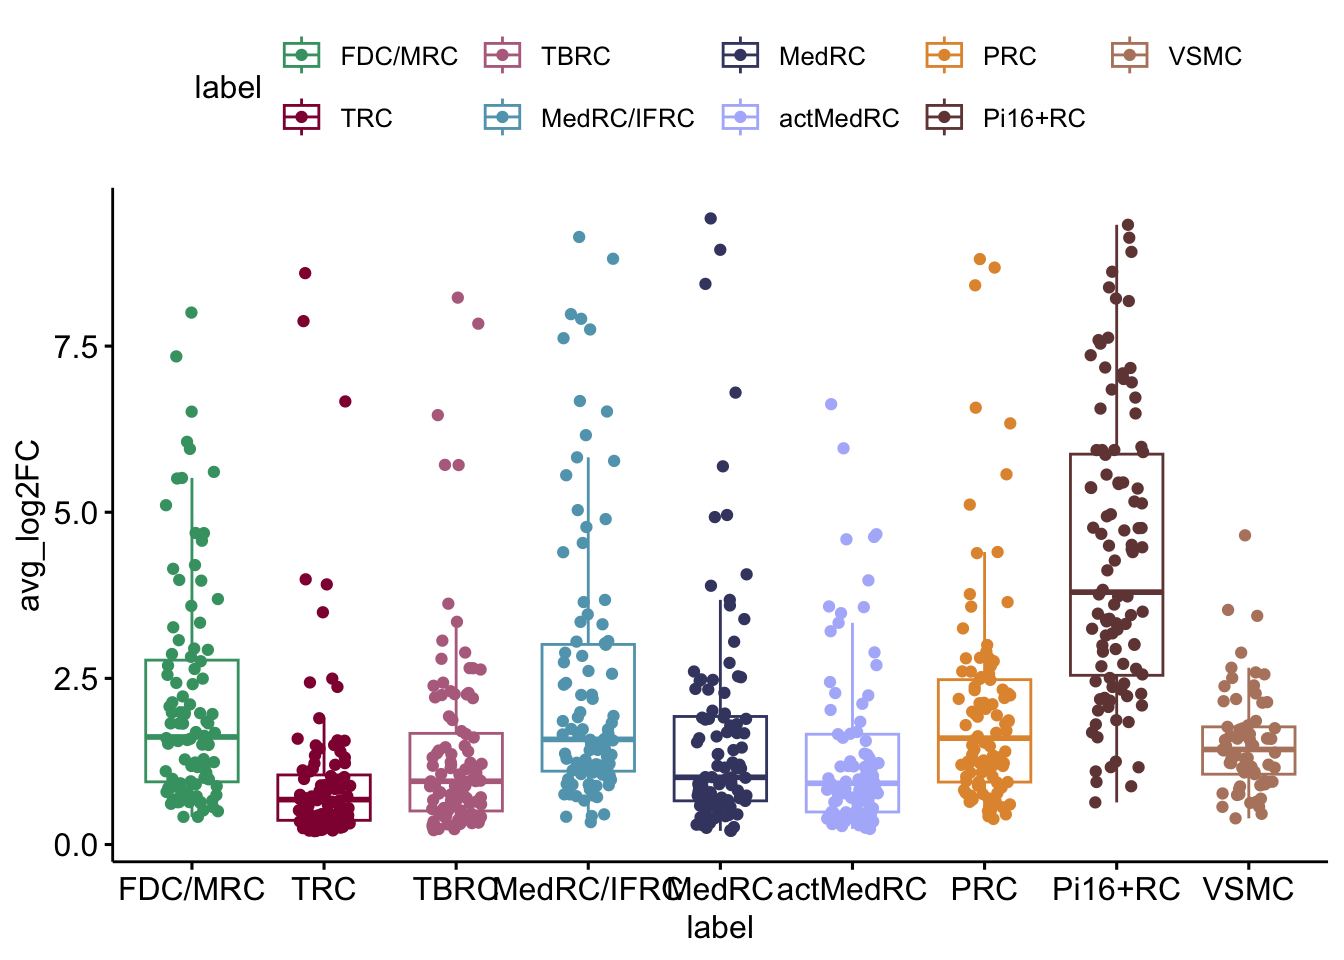 label
FDC/MRC TBRC MedRC PRC VSMC
TRC MedRC/IFRC actMedRC Pi16+RC
avg_log2FC
7.5
5.0
2.5
0.0
FDC/MRC TRC TBRC MedRC/IFRC MedRC actMedRC PRC Pi16+RC VSMC
label